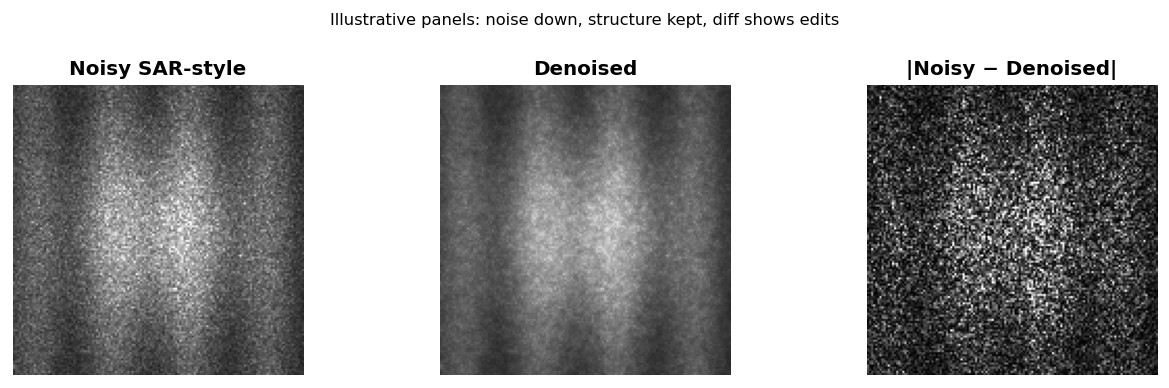 Illustrative panels: noise down, structure kept, diff shows edits
Noisy SAR-style
Denoised
|Noisy − Denoised|